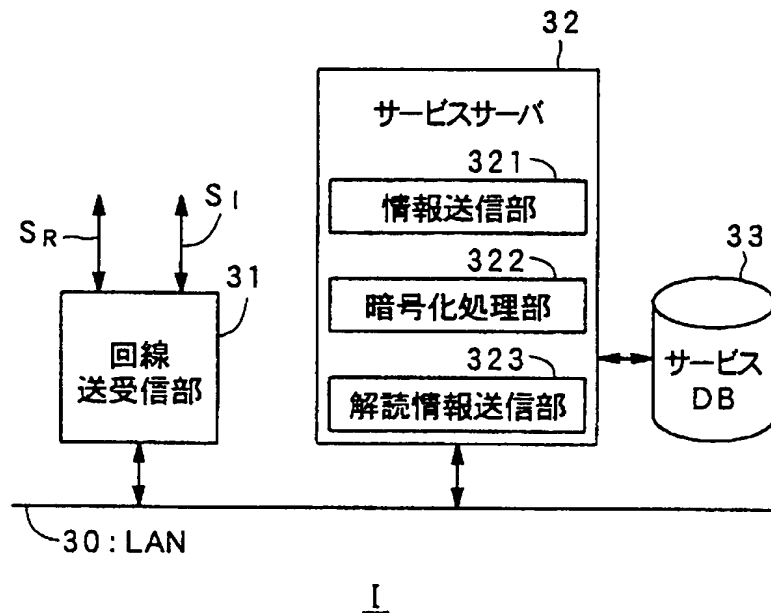 32
サービスサーバ
321
情報送信部
322
暗号化処理部
323
解読情報送信部
SR
SI
31
回線
送受信部
33
サービス
DB
30:LAN
I